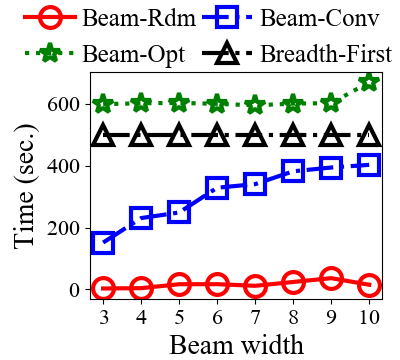 Beam-Rdm Beam-Conv
Beam-Opt Breadth-First
Time (sec.)
600
400
200
0
3 4 5 6 7 8 9 10
Beam width